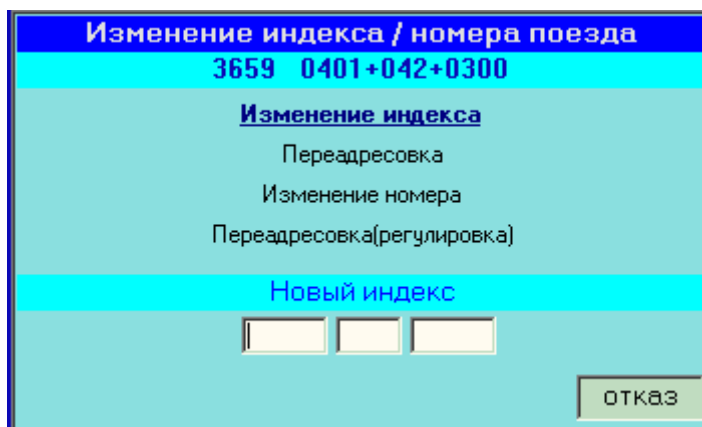 Изменение индекса / номера поезда
3659 0401+042+0300
Изменение индекса
Переадресовка
Изменение номера
Переадресовка(регулировка)
Новый индекс
отказ